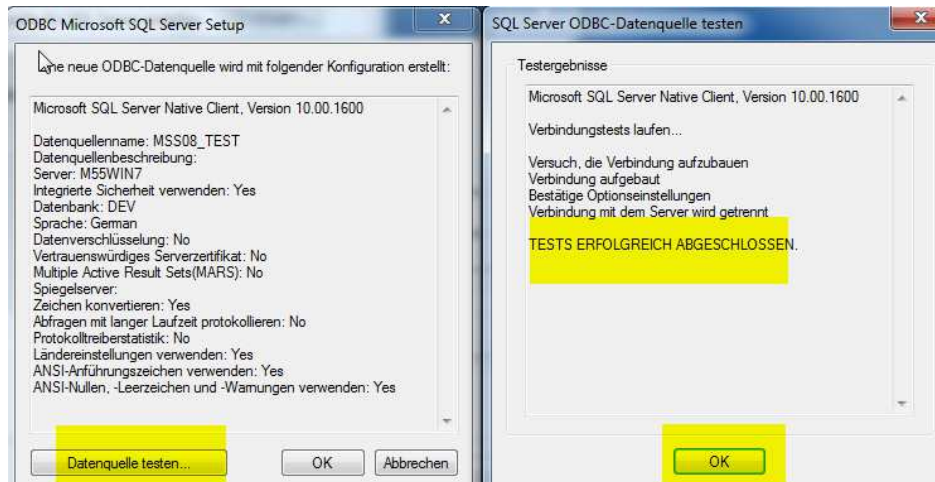 ODBC Microsoft SQL Server Setup
neue ODBC-Datenquelle wird mit folgender Konfiguration erstellt:
Microsoft SQL Server Native Client, Version 10.00.1600
Datenquellenname: MSS08_TEST
Datenquellenbeschreibung:
Server: M55WIN7
Integrierte Sicherheit verwenden: Yes
Datenbank: DEV
Sprache: German
Datenverschlüsselung: No
Vertrauenswürdiges Serverzertifikat: No
Multiple Active Result Sets(MARS): No
Spiegelserver:
Zeichen konvertieren: Yes
Abfragen mit langer Laufzeit protokollieren: No
Protokolltreiberstatistik: No
Ländereinstellungen verwenden: Yes
ANSI-Anführungszeichen verwenden: Yes
ANSI-Nullen, -Leerzeichen und -Warnungen verwenden: Yes
Datenquelle testen...
OK
Abbrechen
SQL Server ODBC-Datenquelle testen
Testergebnisse
Microsoft SQL Server Native Client, Version 10.00.1600
Verbindungstests laufen...
Versuch, die Verbindung aufzubauen
Verbindung aufgebaut
Bestätige Optionseinstellungen
Verbindung mit dem Server wird getrennt
TESTS ERFOLGREICH ABGESCHLOSSEN.
OK